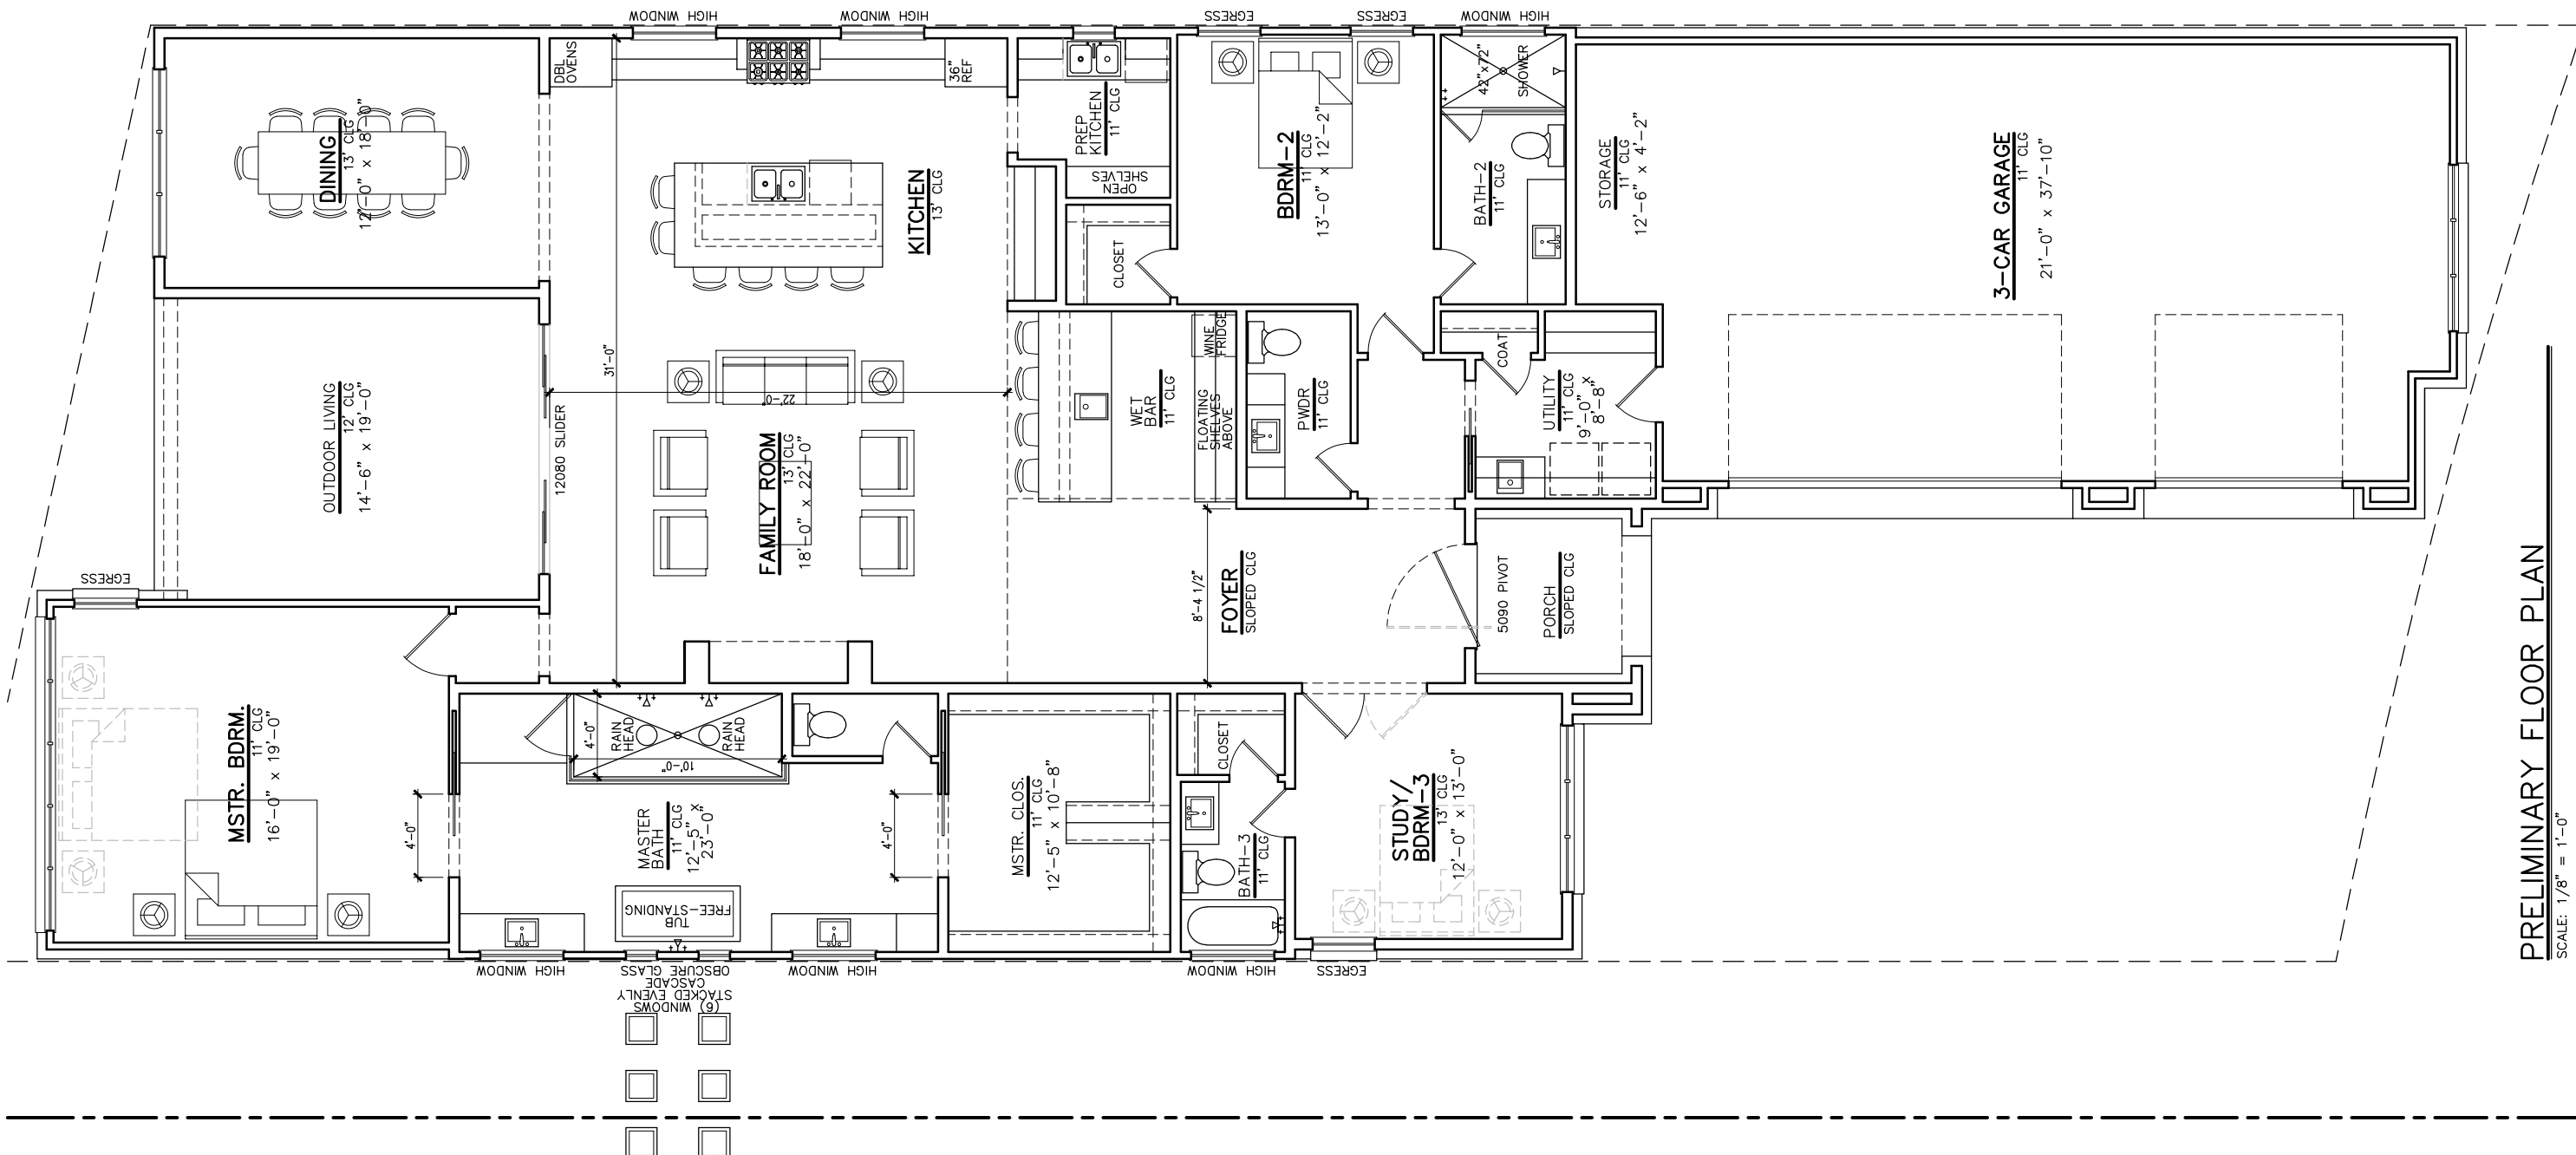 HIGH WINDOW
HIGH WINDOW
EGRESS
EGRESS
HIGH WINDOW
DINING
13' CLG
12'-0" x 18'-0"
DBL
OVENS
36"
REF
KITCHEN
13' CLG
PREP
KITCHEN
11' CLG
OPEN
SHELVES
CLOSET
BDRM-2
11' CLG
13'-0" x 12'-2"
42"x72"
SHOWER
BATH-2
11' CLG
STORAGE
11' CLG
12'-6" x 4'-2"
3-CAR GARAGE
11' CLG
21'-0" x 37'-10"
OUTDOOR LIVING
12' CLG
14'-6" x 19'-0"
12080 SLIDER
31'-0"
22'-0"
FAMILY ROOM
13' CLG
18'-0" x 22'-0"
WET
BAR
11' CLG
WINE
FRIDGE
FLOATING
SHELVES
ABOVE
PWDR
11' CLG
COAT
UTILITY
11' CLG
9'-0" x
8'-8"
8'-4 1/2"
FOYER
SLOPED CLG
5090 PIVOT
PORCH
SLOPED CLG
EGRESS
MSTR. BDRM.
11' CLG
16'-0" x 19'-0"
4'-0"
4'-0"
RAIN
HEAD
RAIN
HEAD
10'-0"
MASTER
BATH
11' CLG
12'-5" x
23'-0"
4'-0"
FREE-STANDING
TUB
MSTR. CLOS.
11' CLG
12'-5" x 10'-8"
CLOSET
BATH-3
11' CLG
STUDY/
BDRM-3
13' CLG
12'-0" x 13'-0"
HIGH WINDOW
(6) WINDOWS
STACKED EVENLY
CASCADE
OBSCURE GLASS
HIGH WINDOW
HIGH WINDOW
EGRESS
PRELIMINARY FLOOR PLAN
SCALE: 1/8" = 1'-0"